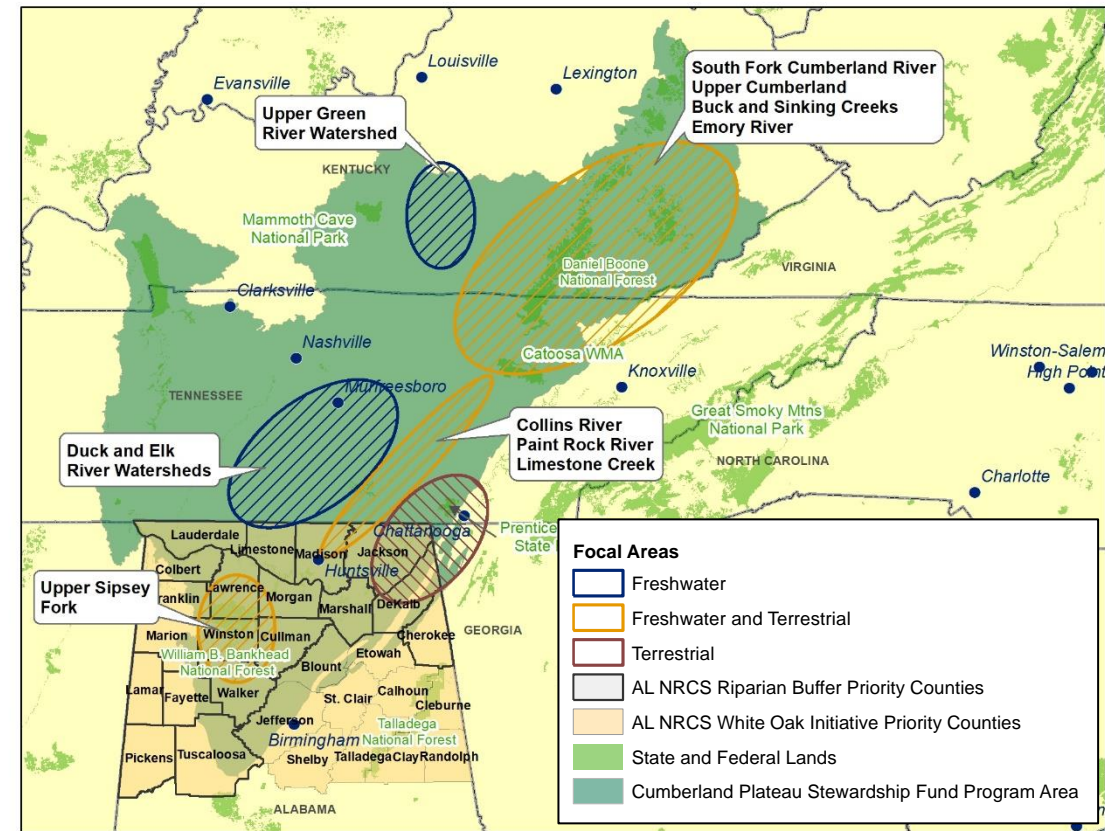 Louisville
Lexington
Evansville
South Fork Cumberland River
Upper Cumberland
Buck and Sinking Creeks
Emory River
Upper Green
River Watershed
KENTUCKY
Mammoth Cave
National Park
Daniel Boone
National Forest
VIRGINIA
Clarksville
Nashville
Catoosa WMA
Knoxville
Winston-Salem
High Point
TENNESSEE
Murfreesboro
Great Smoky Mtns
National Park
Collins River
Paint Rock River
Limestone Creek
Duck and Elk
River Watersheds
NORTH CAROLINA
Charlotte
Chattanooga
Prentice
State
Lauderdale
Limestone
Madison
Jackson
Huntsville
Colbert
Franklin
Lawrence
Morgan
Marshall
DeKalb
Upper Sipsey
Fork
Marion
Winston
Cullman
Cherokee
GEORGIA
William B. Bankhead
National Forest
Blount
Etowah
Lamar
Fayette
Walker
St. Clair
Calhoun
Cleburne
Jefferson
Birmingham
Talladega
National Forest
Pickens
Tuscaloosa
Shelby
Talladega
Clay
Randolph
ALABAMA
Focal Areas
Freshwater
Freshwater and Terrestrial
Terrestrial
AL NRCS Riparian Buffer Priority Counties
AL NRCS White Oak Initiative Priority Counties
State and Federal Lands
Cumberland Plateau Stewardship Fund Program Area